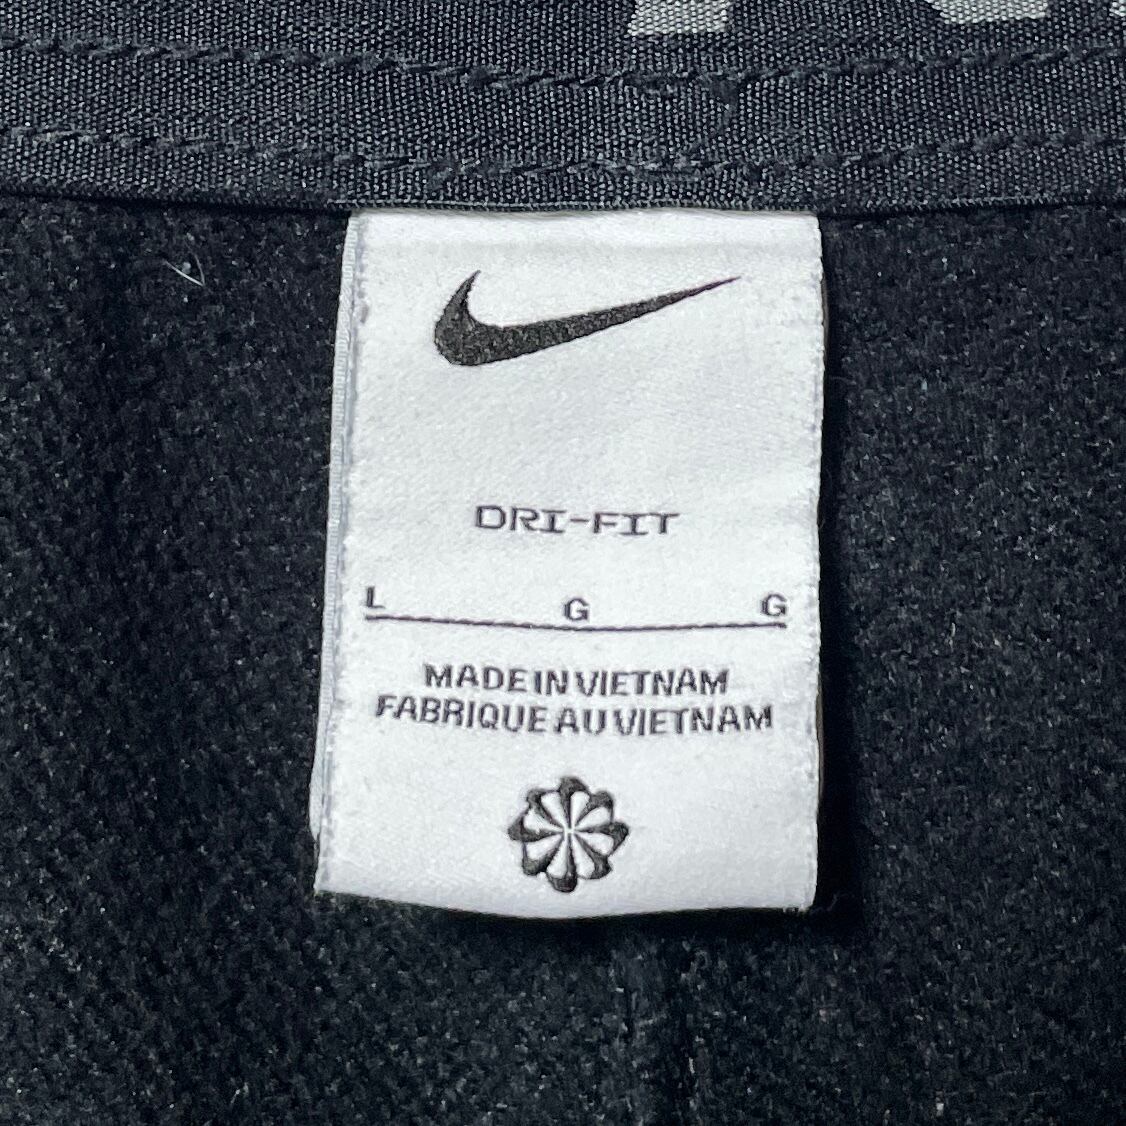 DRI-FIT
L G G
MADE IN VIETNAM
FABRIQUE AU VIETNAM